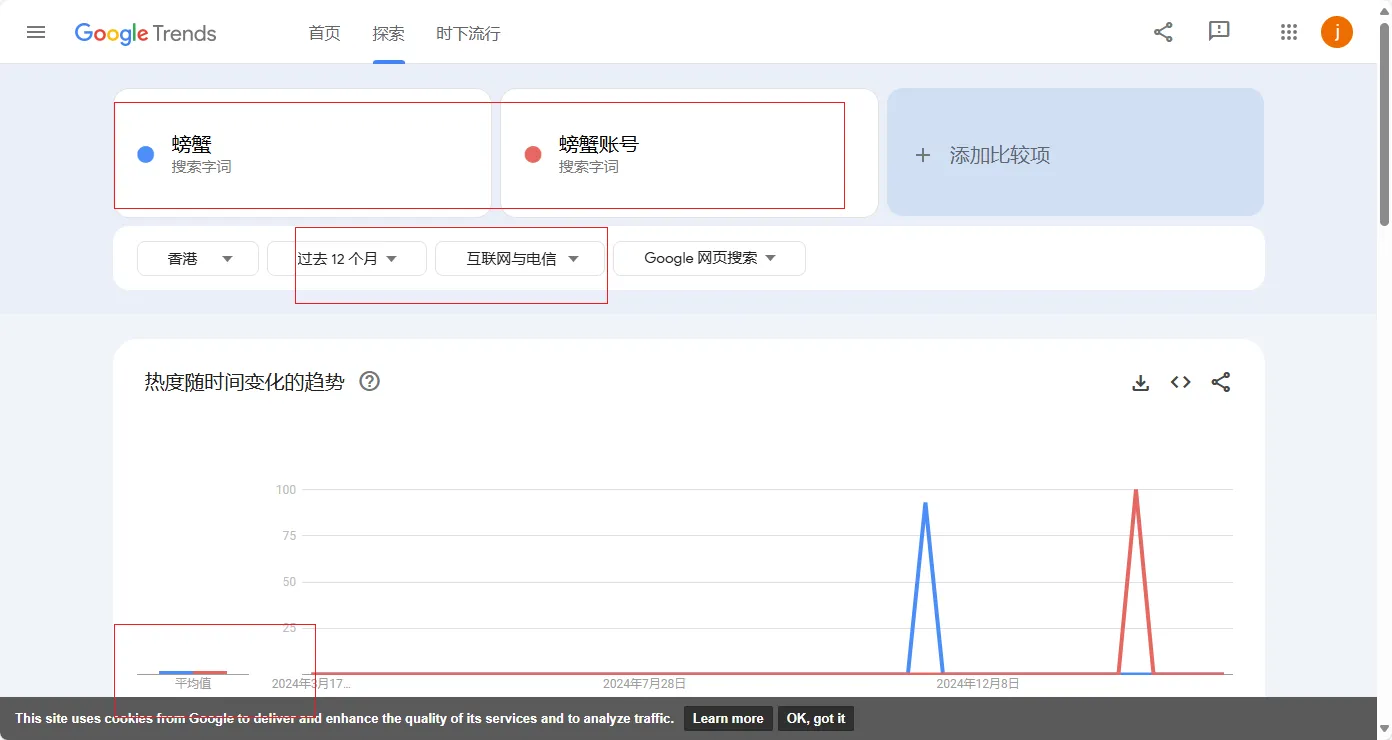 Google Trends
首页
探索
时下流行
j
螃蟹
搜索字词
螃蟹账号
搜索字词
+ 添加比较项
香港
过去 12 个月
互联网与电信
Google 网页搜索
热度随时间变化的趋势
100
75
50
25
平均值
2024年3月17...
2024年7月28日
2024年12月8日
This site uses cookies from Google to deliver and enhance the quality of its services and to analyze traffic.
Learn more
OK, got it